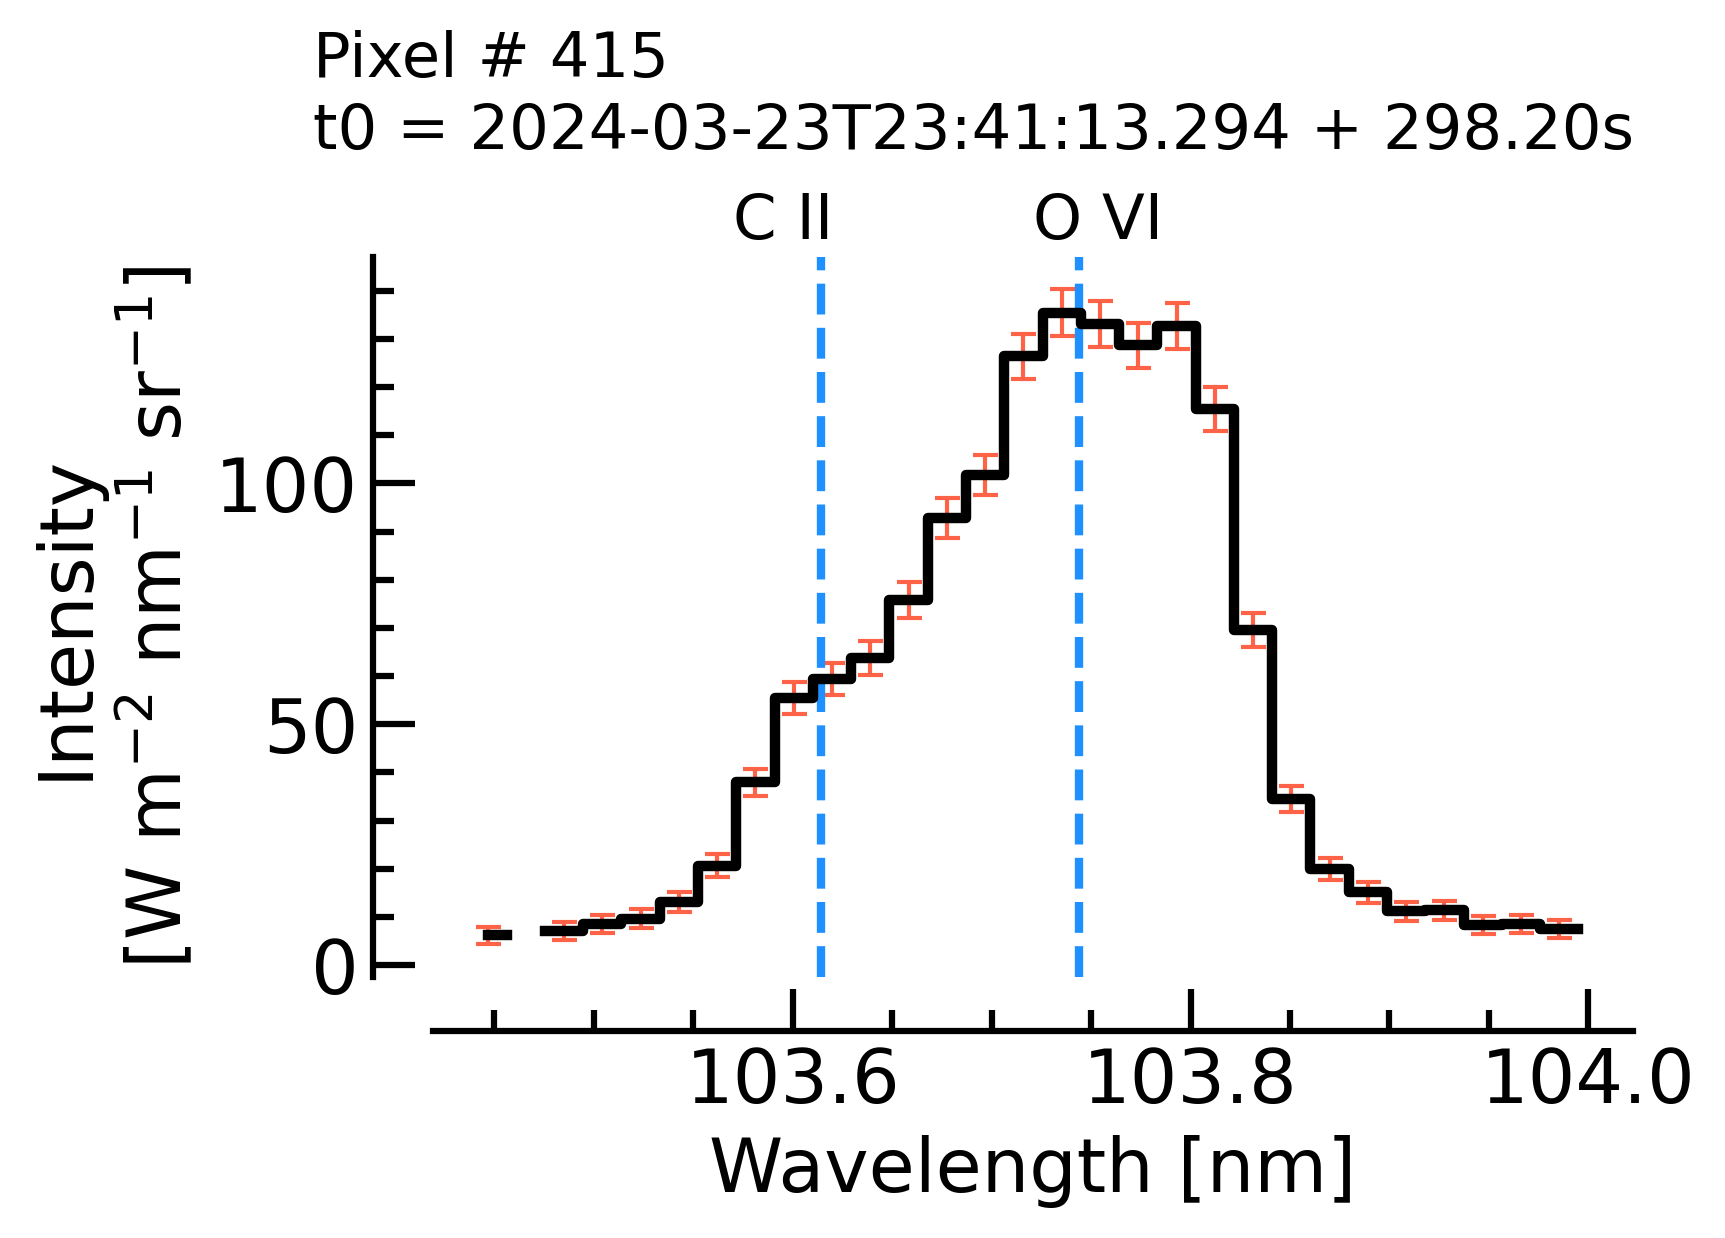 Pixel # 415
t0 = 2024-03-23T23:41:13.294 + 298.20s
C II O VI
Intensity
[W m⁻² nm⁻¹ sr⁻¹]
100
50
0
103.6 103.8 104.0
Wavelength [nm]